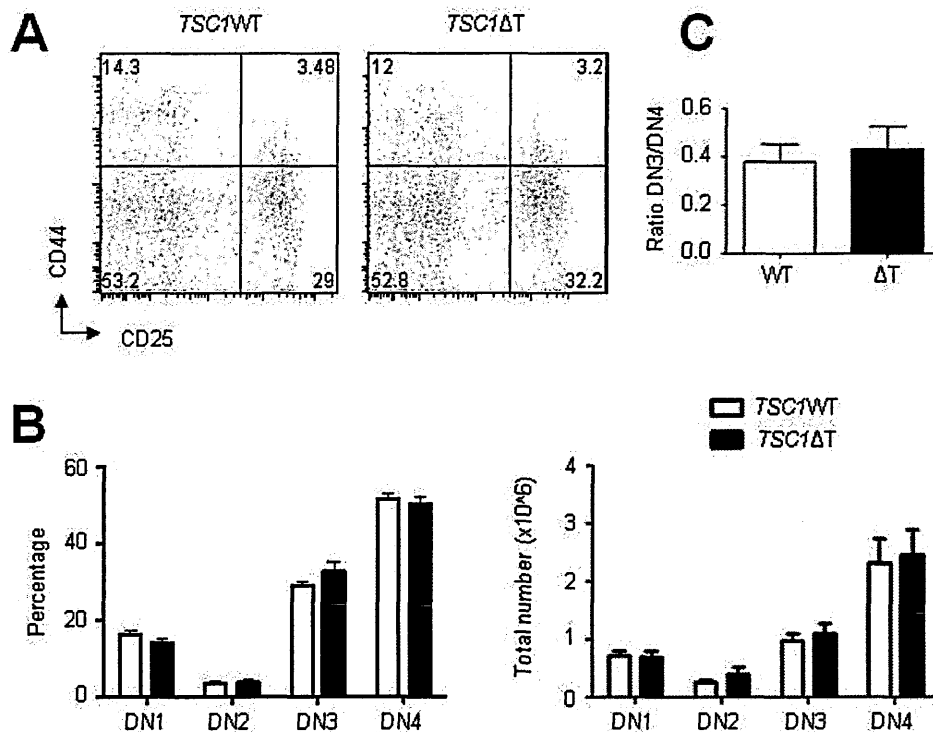 A
TSC1WT
TSC1ΔT
14.3
3.48
53.2
29
12
3.2
52.8
32.2
CD44
CD25
C
Ratio DN3/DN4
0.6
0.4
0.2
0.0
WT
ΔT
B
TSC1WT
TSC1ΔT
Percentage
60
40
20
0
DN1
DN2
DN3
DN4
Total number (x10^6)
4
3
2
1
0
DN1
DN2
DN3
DN4